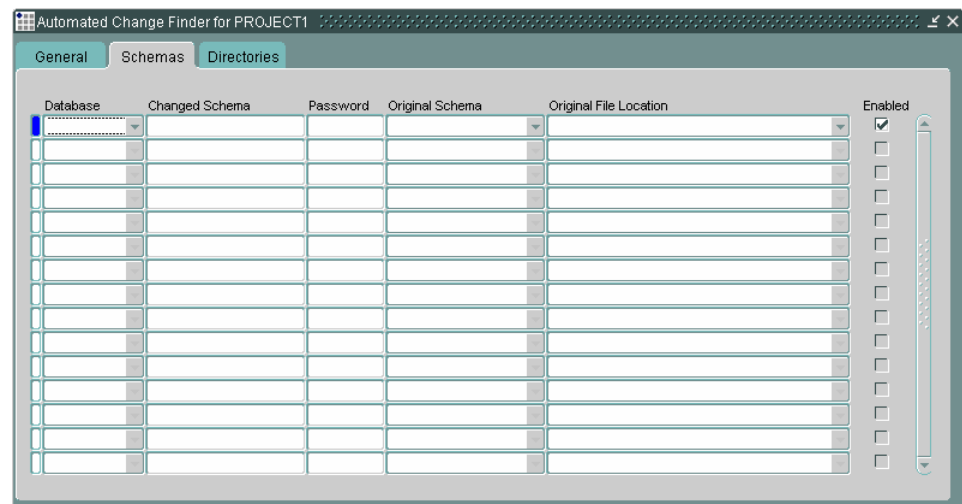 Automated Change Finder for PROJECT1
General Schemas Directories
Database Changed Schema Password Original Schema Original File Location Enabled